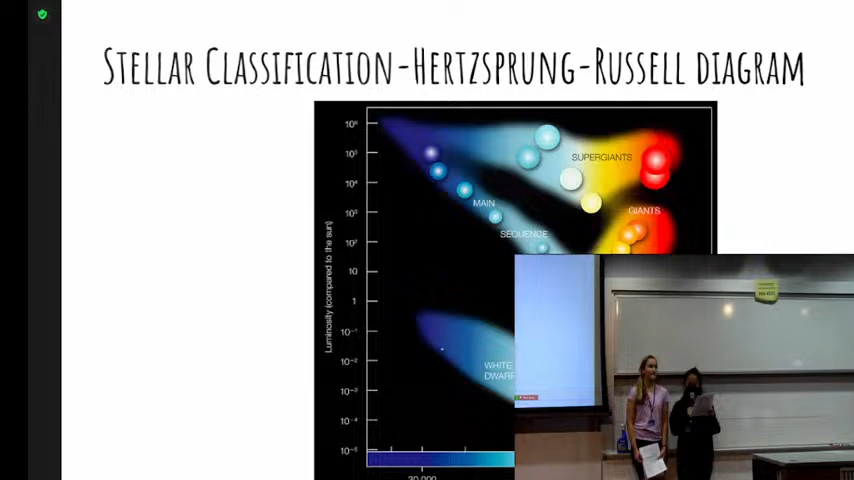 STELLAR CLASSIFICATION-HERTZSPRUNG-RUSSELL DIAGRAM
10⁶
10⁵
SUPERGIANTS
10⁴
MAIN
10³
GIANTS
SEQUENCE
10²
10
Luminosity (compared to the sun)
1
10⁻¹
10⁻²
WHITE
DWARF
10⁻³
10⁻⁴
10⁻⁵
30,000